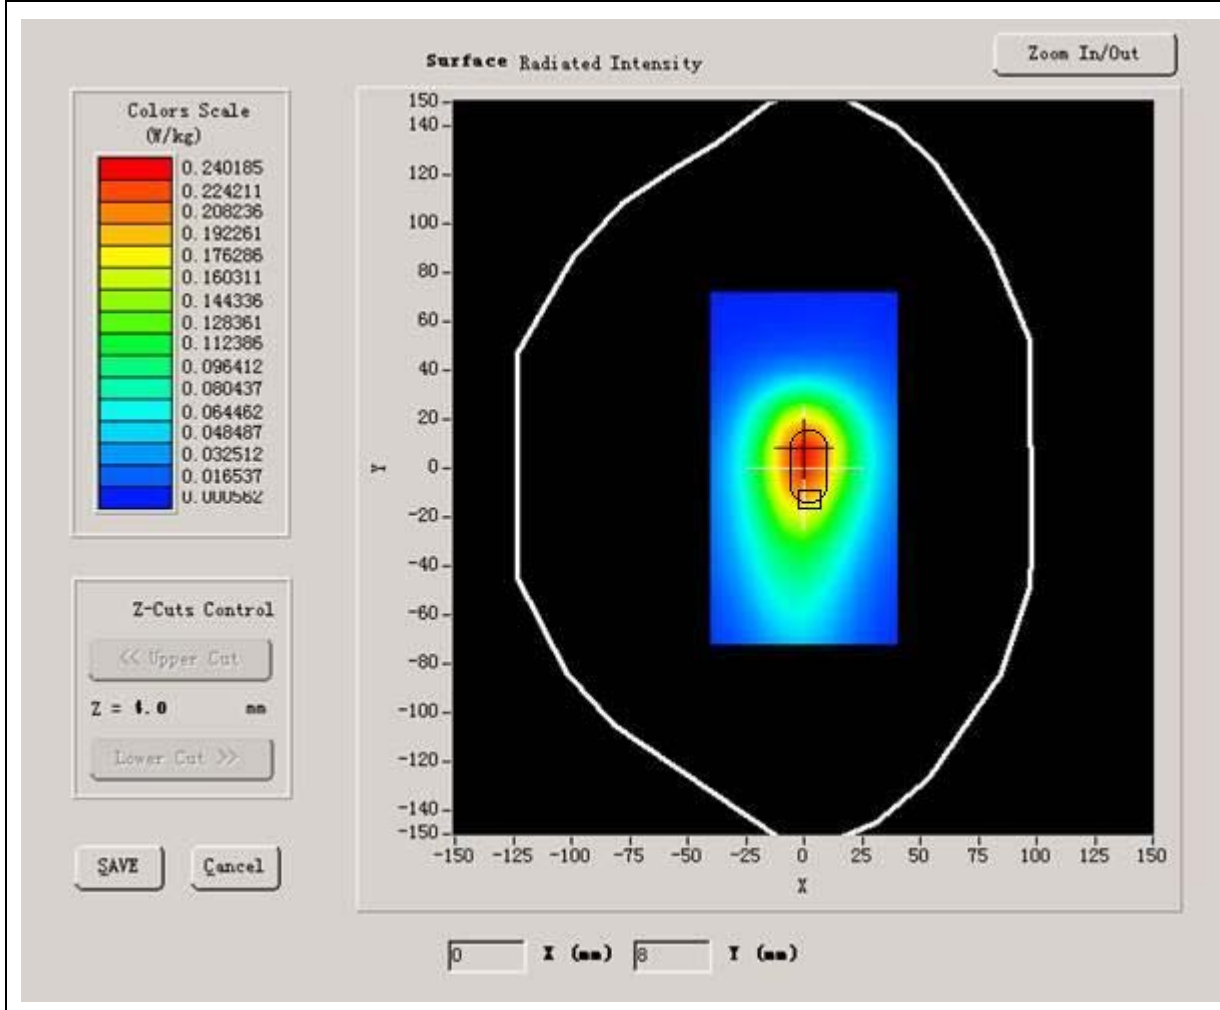 Surface Radiated Intensity
Zoom In/Out
Colors Scale
(W/kg)
0.240185
0.224211
0.208236
0.192261
0.176286
0.160311
0.144336
0.128361
0.112386
0.096412
0.080437
0.064462
0.048487
0.032512
0.016537
0.000562
150
140
120
100
80
60
40
20
0
-20
-40
-60
-80
-100
-120
-140
-150
Y
-150 -125 -100 -75 -50 -25 0 25 50 75 100 125 150
X
Z-Cuts Control
<< Upper Cut
Z = 4.0 mm
Lower Cut >>
SAVE Cancel
0 X (mm) 8 Y (mm)